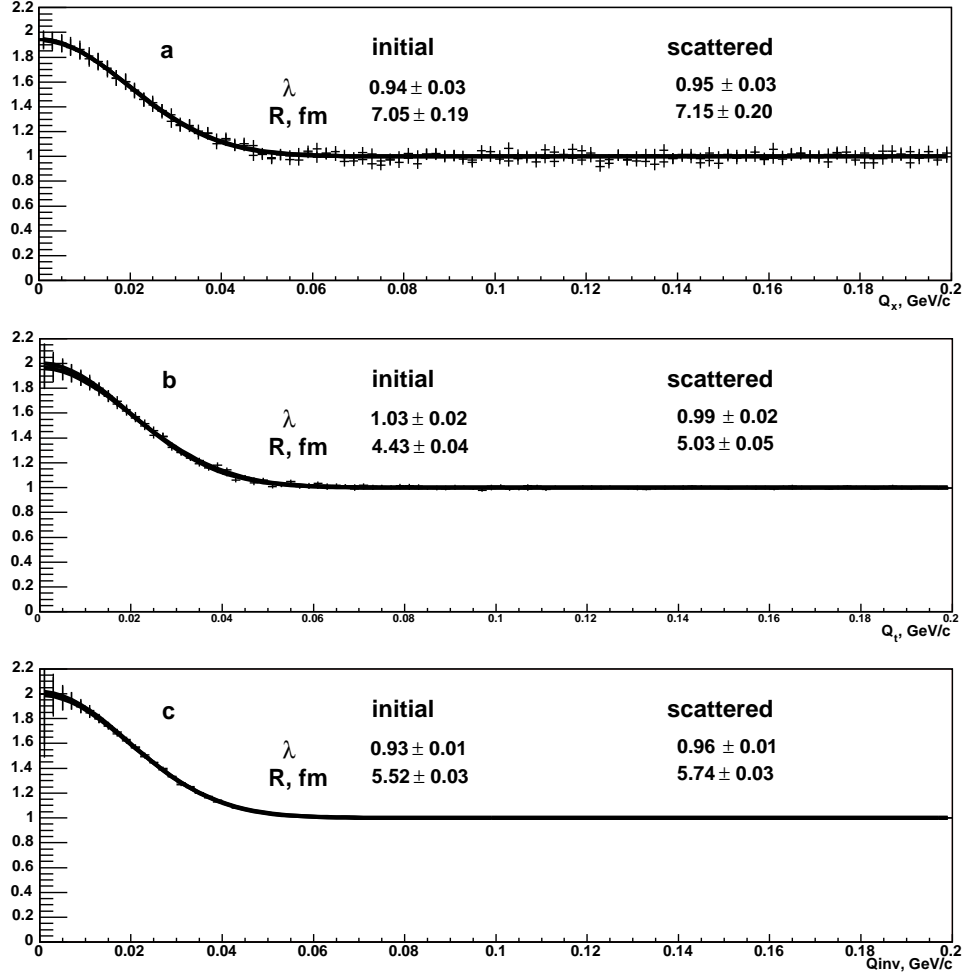 2.2
2
1.8
1.6
1.4
1.2
1
0.8
0.6
0.4
0.2
0
a initial scattered
λ 0.94 ± 0.03 0.95 ± 0.03
R, fm 7.05 ± 0.19 7.15 ± 0.20
0 0.02 0.04 0.06 0.08 0.1 0.12 0.14 0.16 0.18 0.2
Q_x, GeV/c
2.2
2
1.8
1.6
1.4
1.2
1
0.8
0.6
0.4
0.2
0
b initial scattered
λ 1.03 ± 0.02 0.99 ± 0.02
R, fm 4.43 ± 0.04 5.03 ± 0.05
0 0.02 0.04 0.06 0.08 0.1 0.12 0.14 0.16 0.18 0.2
Q_t, GeV/c
2.2
2
1.8
1.6
1.4
1.2
1
0.8
0.6
0.4
0.2
0
c initial scattered
λ 0.93 ± 0.01 0.96 ± 0.01
R, fm 5.52 ± 0.03 5.74 ± 0.03
0 0.02 0.04 0.06 0.08 0.1 0.12 0.14 0.16 0.18 0.2
Qinv, GeV/c